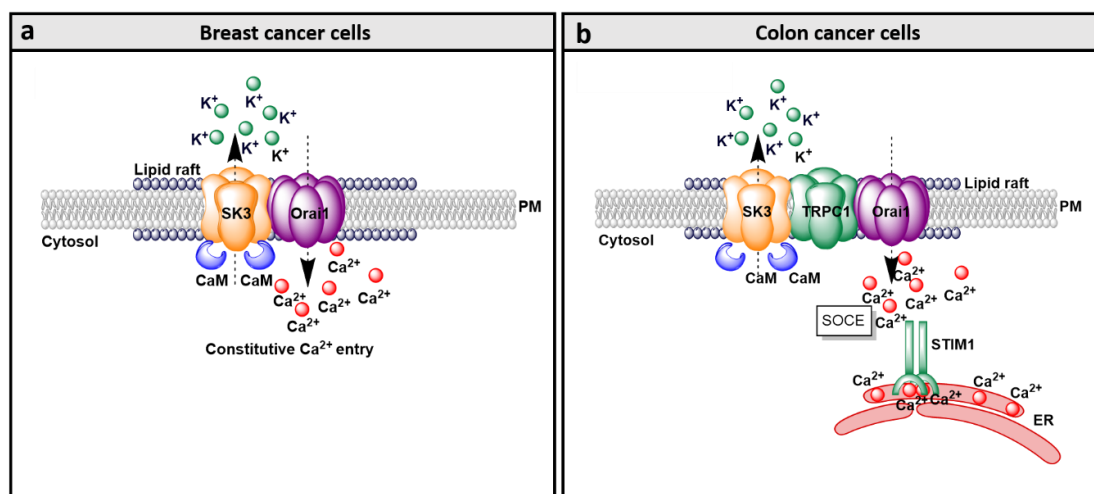 a
Breast cancer cells
K⁺
K⁺
K⁺
K⁺
K⁺
K⁺
Lipid raft
SK3
Orai1
PM
Cytosol
CaM
CaM
Ca²⁺
Ca²⁺
Ca²⁺
Ca²⁺
Ca²⁺
Constitutive Ca²⁺ entry
b
Colon cancer cells
K⁺
K⁺
K⁺
K⁺
K⁺
K⁺
Lipid raft
SK3
TRPC1
Orai1
PM
Cytosol
CaM
CaM
Ca²⁺
Ca²⁺
Ca²⁺
Ca²⁺
Ca²⁺
SOCE
STIM1
Ca²⁺
Ca²⁺
Ca²⁺
Ca²⁺
Ca²⁺
ER